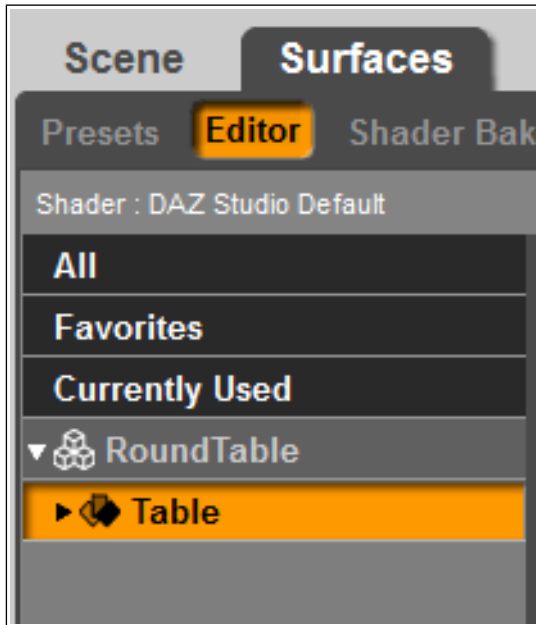 Scene Surfaces
Presets Editor Shader Bak
Shader : DAZ Studio Default
All
Favorites
Currently Used
RoundTable
Table